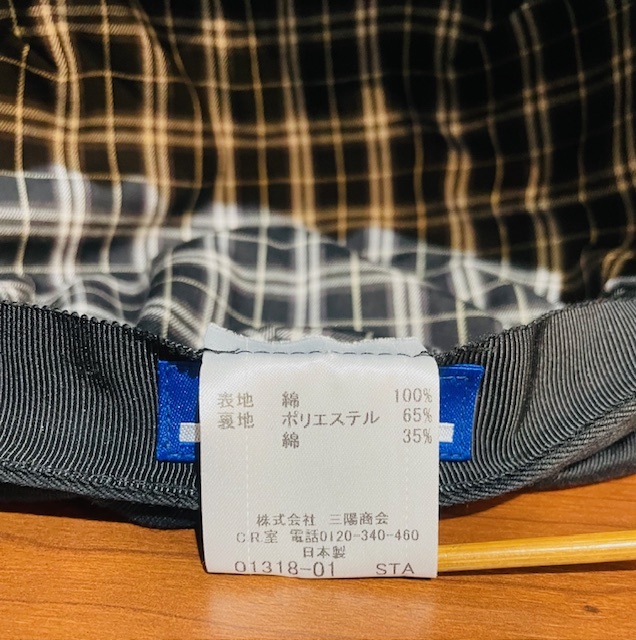 表地 綿 100%
裏地 ポリエステル 65%
綿 35%
株式会社 三陽商会
CR室 電話0120-340-460
日本製
01318-01 STA